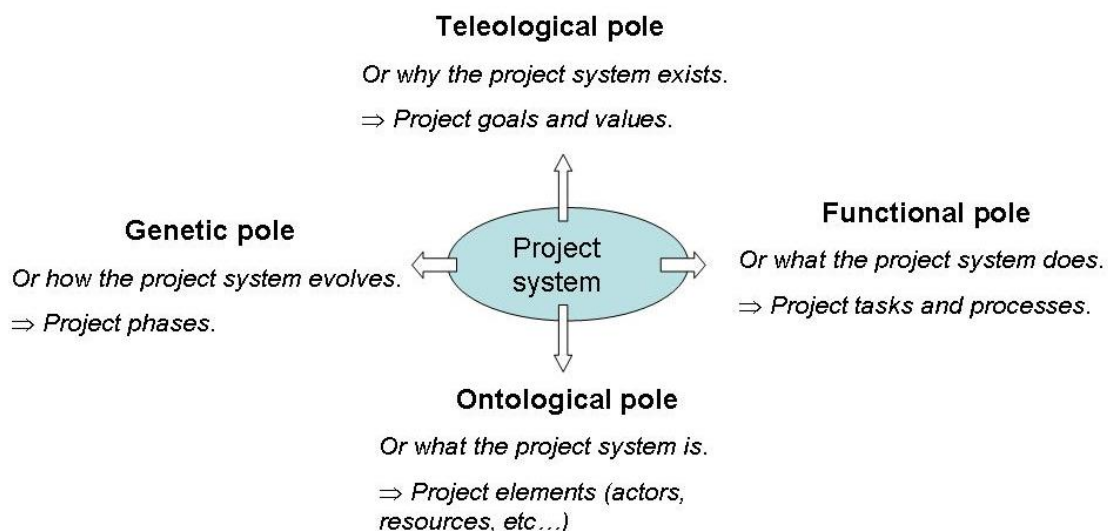 Teleological pole
Or why the project system exists.
⇒ Project goals and values.
Genetic pole
Or how the project system evolves.
⇒ Project phases.
Project
system
Functional pole
Or what the project system does.
⇒ Project tasks and processes.
Ontological pole
Or what the project system is.
⇒ Project elements (actors,
resources, etc…)